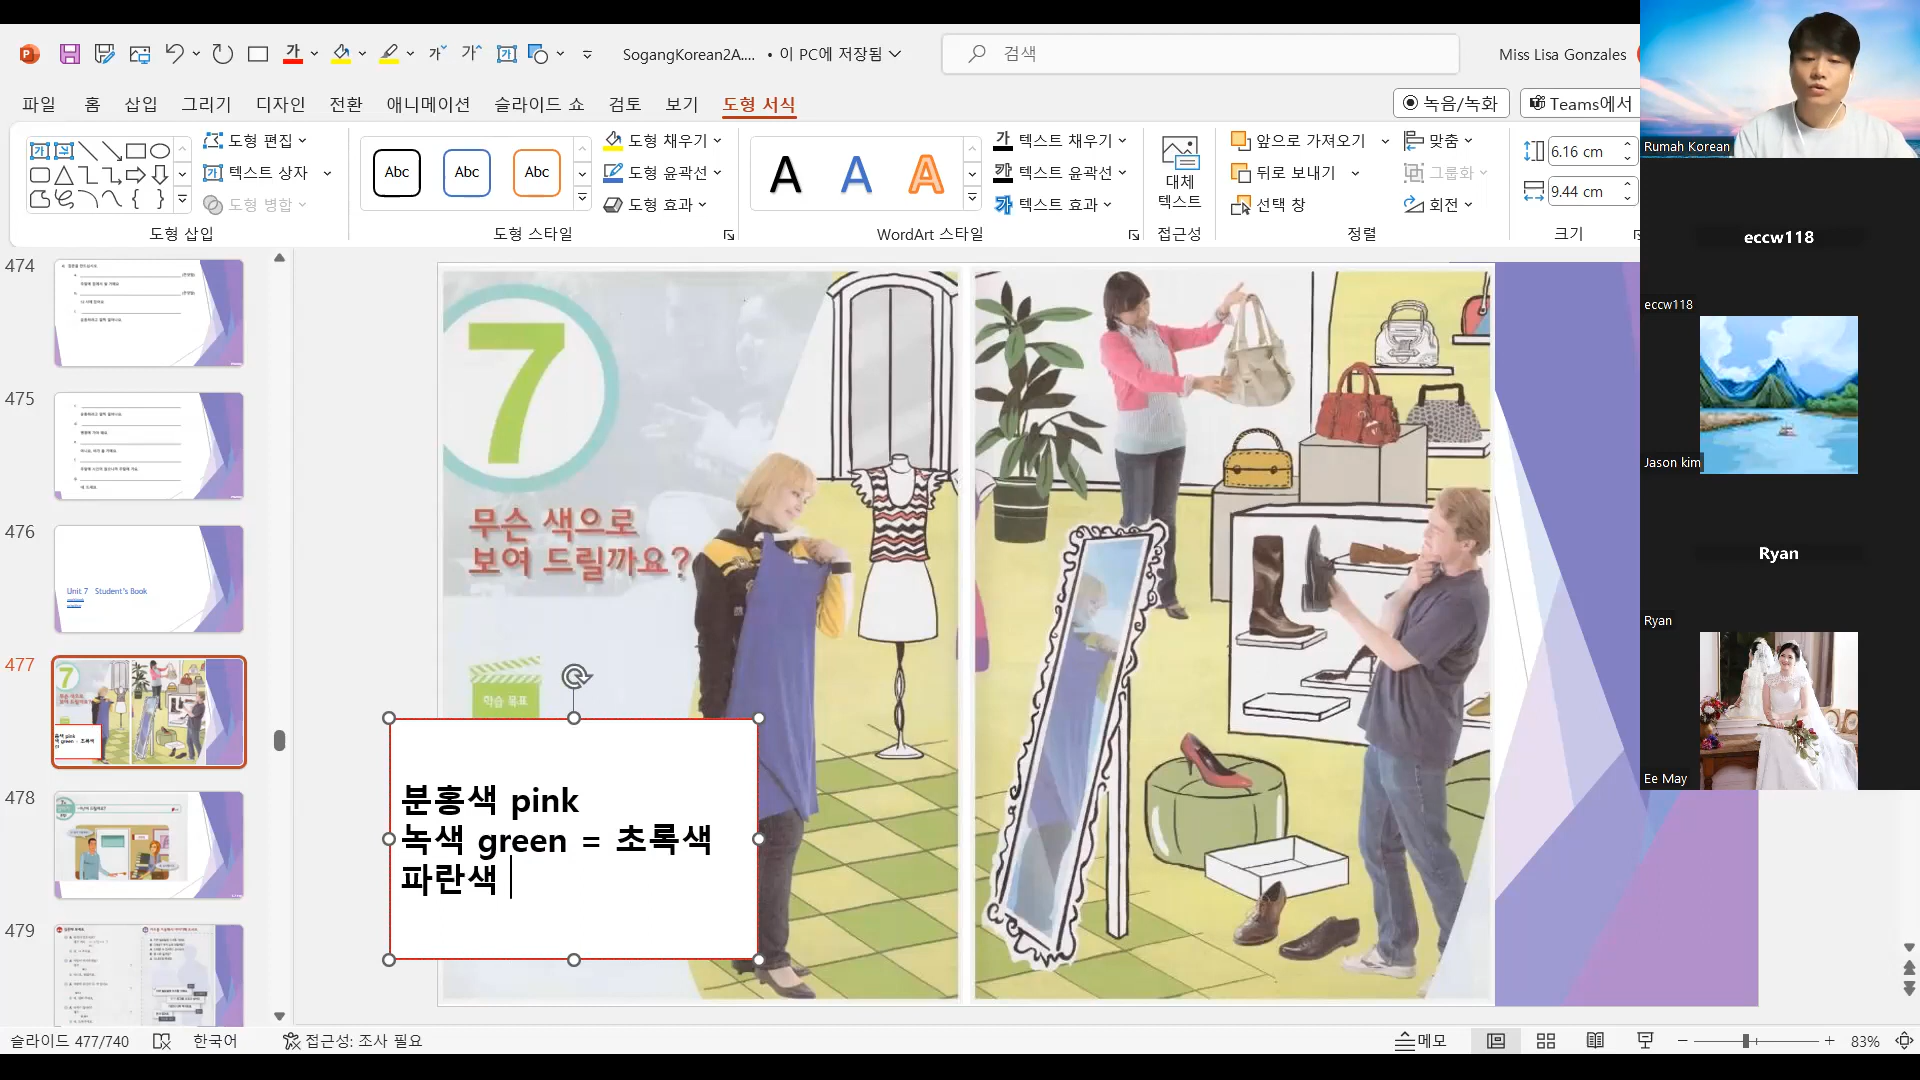 SogangKorean2A.... • 이 PC에 저장됨
검색
Miss Lisa Gonzales
파일 홈 삽입 그리기 디자인 전환 애니메이션 슬라이드 쇼 검토 보기 도형 서식
녹음/녹화
Teams에서
도형 편집
텍스트 상자
도형 병합
도형 삽입
Abc Abc Abc
도형 채우기
도형 윤곽선
도형 효과
도형 스타일
A A A
텍스트 채우기
텍스트 윤곽선
텍스트 효과
WordArt 스타일
대체
텍스트
접근성
앞으로 가져오기
뒤로 보내기
선택 창
맞춤
그룹화
회전
정렬
6.16 cm
9.44 cm
크기
474
475
476
Unit 7 Student's Book
477
478
479
7
무슨 색으로
보여 드릴까요?
학습 목표
분홍색 pink
녹색 green = 초록색
파란색
Rumah Korean
eccw118
eccw118
Jason kim
Ryan
Ryan
Ee May
슬라이드 477/740
한국어
접근성: 조사 필요
메모
83%